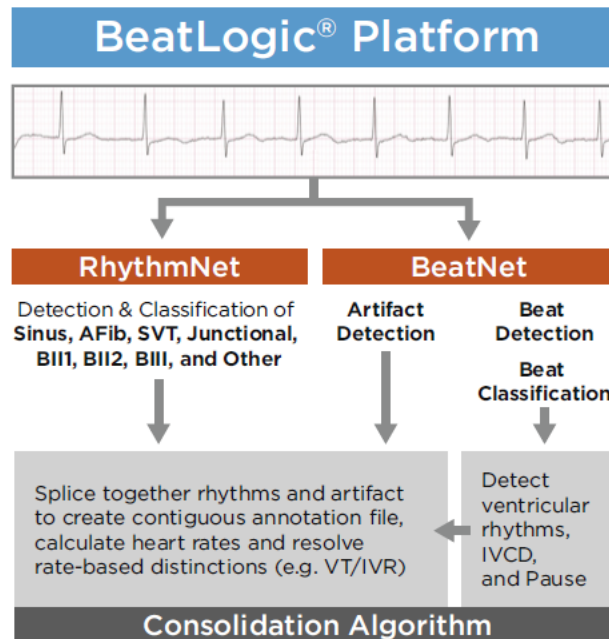 BeatLogic® Platform
RhythmNet
BeatNet
Detection & Classification of
Sinus, AFib, SVT, Junctional,
BII1, BII2, BIII, and Other
Artifact
Detection
Beat
Detection
Beat
Classification
Splice together rhythms and artifact
to create contiguous annotation file,
calculate heart rates and resolve
rate-based distinctions (e.g. VT/IVR)
Detect
ventricular
rhythms,
IVCD,
and Pause
Consolidation Algorithm